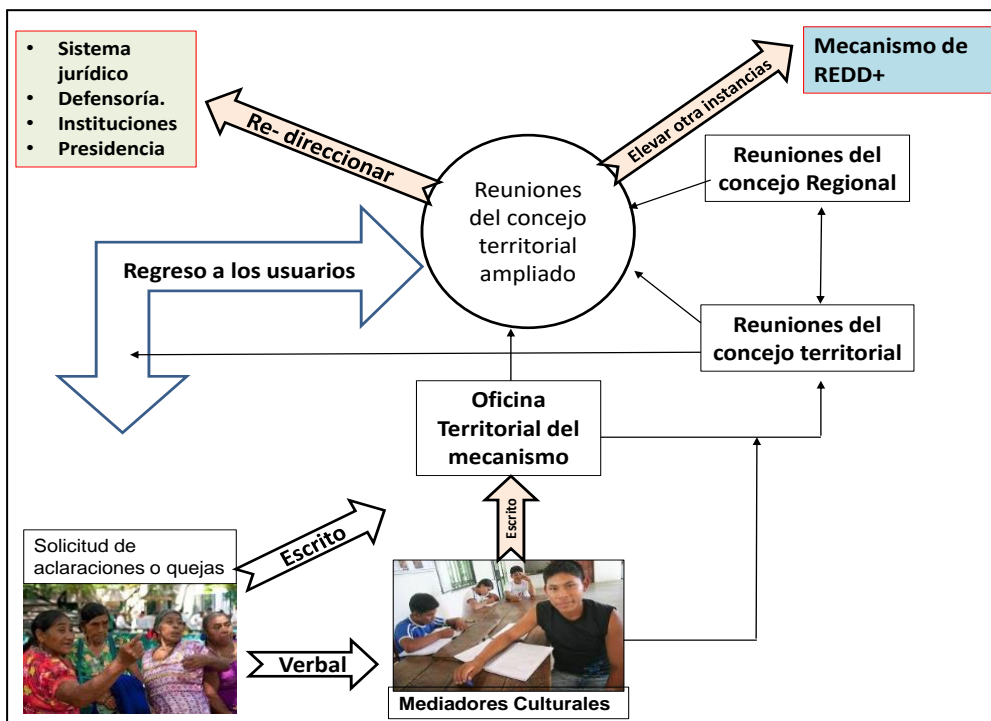 • Sistema
jurídico
• Defensoría.
• Instituciones
• Presidencia
Mecanismo de
REDD+
Re- direccionar
Elevar otra instancias
Reuniones del
concejo Regional
Reuniones
del concejo
territorial
ampliado
Regreso a los usuarios
Reuniones del
concejo territorial
Oficina
Territorial del
mecanismo
Escrito
Escrito
Solicitud de
aclaraciones o quejas
Verbal
Mediadores Culturales